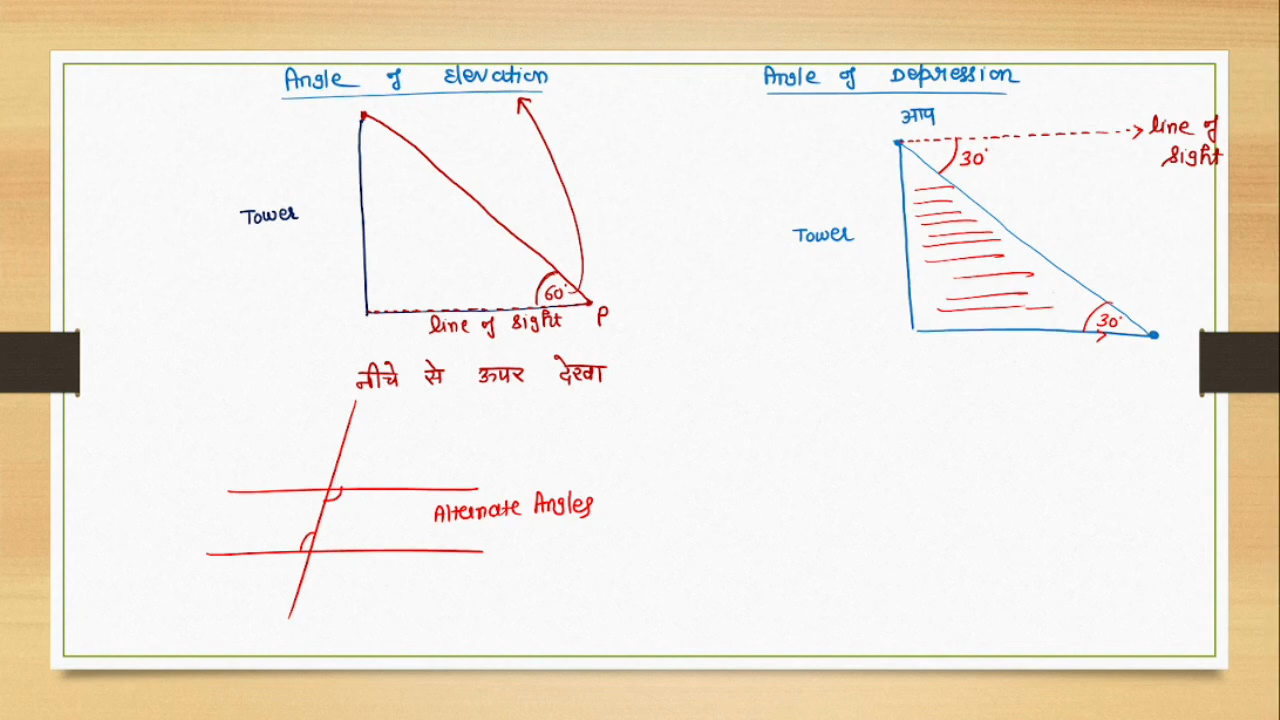 Angle of Elevation
Tower
60°
line of sight P
नीचे से ऊपर देखा
Alternate Angles
Angle of Depression
आप
line of
sight
30°
Tower
30°